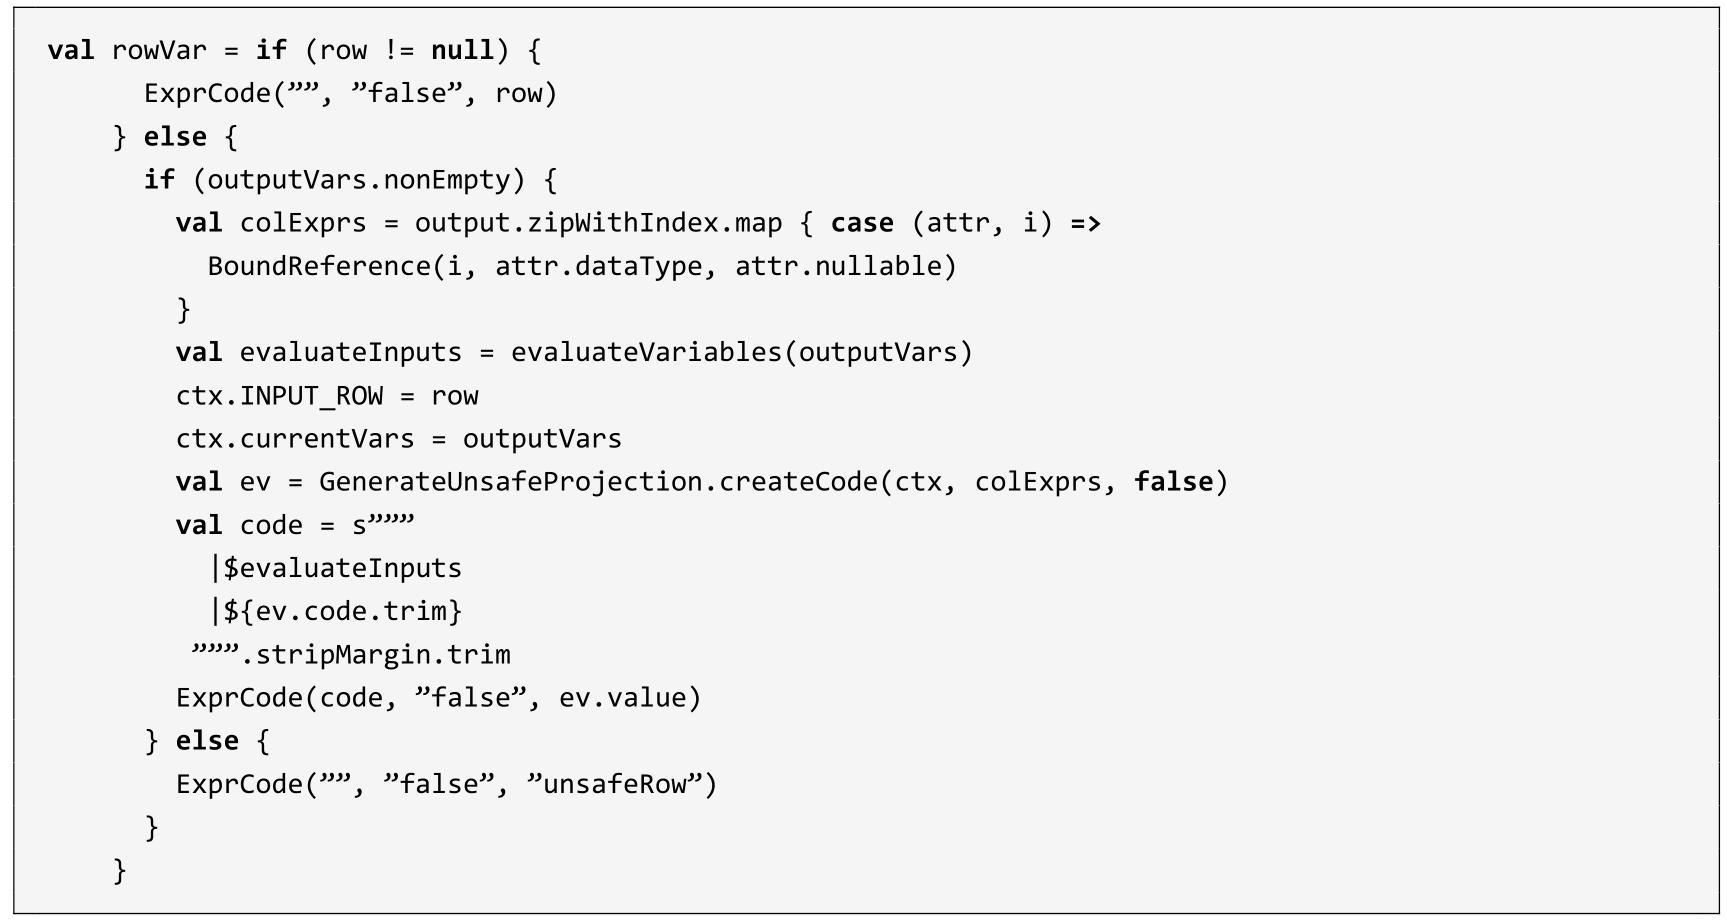 val rowVar = if (row != null) {
      ExprCode(””, ”false”, row)
    } else {
      if (outputVars.nonEmpty) {
        val colExprs = output.zipWithIndex.map { case (attr, i) =>
          BoundReference(i, attr.dataType, attr.nullable)
        }
        val evaluateInputs = evaluateVariables(outputVars)
        ctx.INPUT_ROW = row
        ctx.currentVars = outputVars
        val ev = GenerateUnsafeProjection.createCode(ctx, colExprs, false)
        val code = s”””
          |$evaluateInputs
          |${ev.code.trim}
         ”””.stripMargin.trim
        ExprCode(code, ”false”, ev.value)
      } else {
        ExprCode(””, ”false”, ”unsafeRow”)
      }
    }